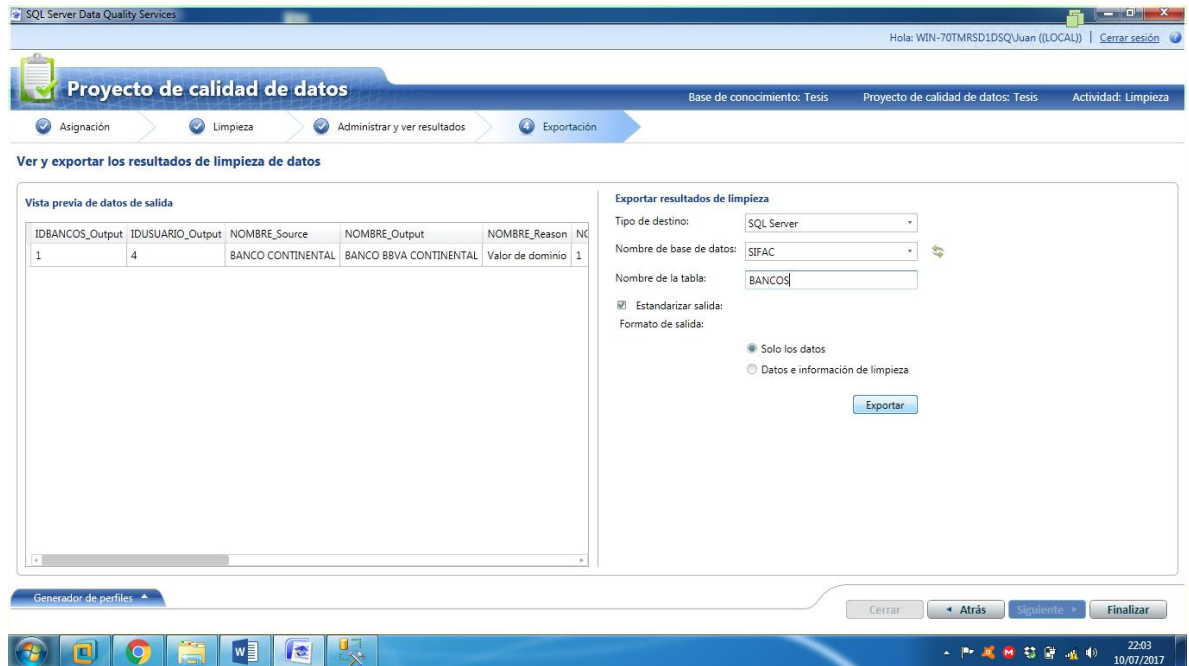 SQL Server Data Quality Services
Hola: WIN-70TMRSD1DSQ\Juan ((LOCAL)) | Cerrar sesión
Proyecto de calidad de datos
Base de conocimiento: Tesis Proyecto de calidad de datos: Tesis Actividad: Limpieza
Asignación Limpieza Administrar y ver resultados 4 Exportación
Ver y exportar los resultados de limpieza de datos
Vista previa de datos de salida
IDBANCOS_Output IDUSUARIO_Output NOMBRE_Source NOMBRE_Output NOMBRE_Reason NO
1 4 BANCO CONTINENTAL BANCO BBVA CONTINENTAL Valor de dominio 1
Exportar resultados de limpieza
Tipo de destino: SQL Server
Nombre de base de datos: SIFAC
Nombre de la tabla: BANCOS
Estandarizar salida:
Formato de salida:
Solo los datos
Datos e información de limpieza
Exportar
Generador de perfiles
Cerrar Atrás Siguiente Finalizar
22:03
10/07/2017